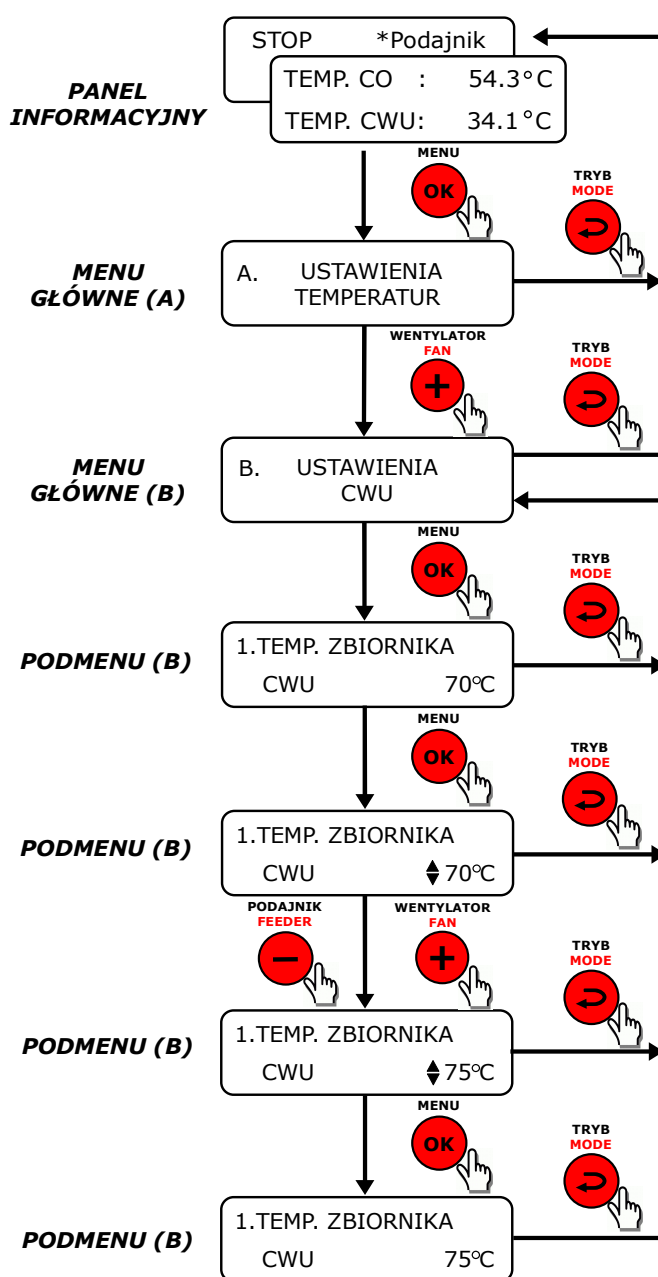 STOP *Podajnik
TEMP. CO : 54.3°C
TEMP. CWU: 34.1°C
PANEL
INFORMACYJNY
MENU
OK
TRYB
MODE
MENU
GŁÓWNE (A)
A. USTAWIENIA
TEMPERATUR
WENTYLATOR
FAN
+
TRYB
MODE
MENU
GŁÓWNE (B)
B. USTAWIENIA
CWU
MENU
OK
TRYB
MODE
PODMENU (B)
1.TEMP. ZBIORNIKA
CWU 70°C
MENU
OK
TRYB
MODE
PODMENU (B)
1.TEMP. ZBIORNIKA
CWU 70°C
PODAJNIK
FEEDER
−
WENTYLATOR
FAN
+
TRYB
MODE
PODMENU (B)
1.TEMP. ZBIORNIKA
CWU 75°C
MENU
OK
TRYB
MODE
PODMENU (B)
1.TEMP. ZBIORNIKA
CWU 75°C